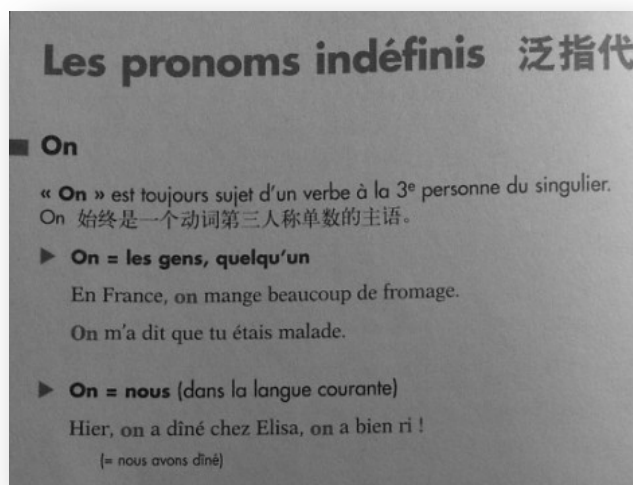 Les pronoms indéfinis 泛指代
On
« On » est toujours sujet d'un verbe à la 3e personne du singulier.
On 始终是一个动词第三人称单数的主语。
On = les gens, quelqu'un
En France, on mange beaucoup de fromage.
On m'a dit que tu étais malade.
On = nous (dans la langue courante)
Hier, on a dîné chez Elisa, on a bien ri !
(= nous avons dîné)